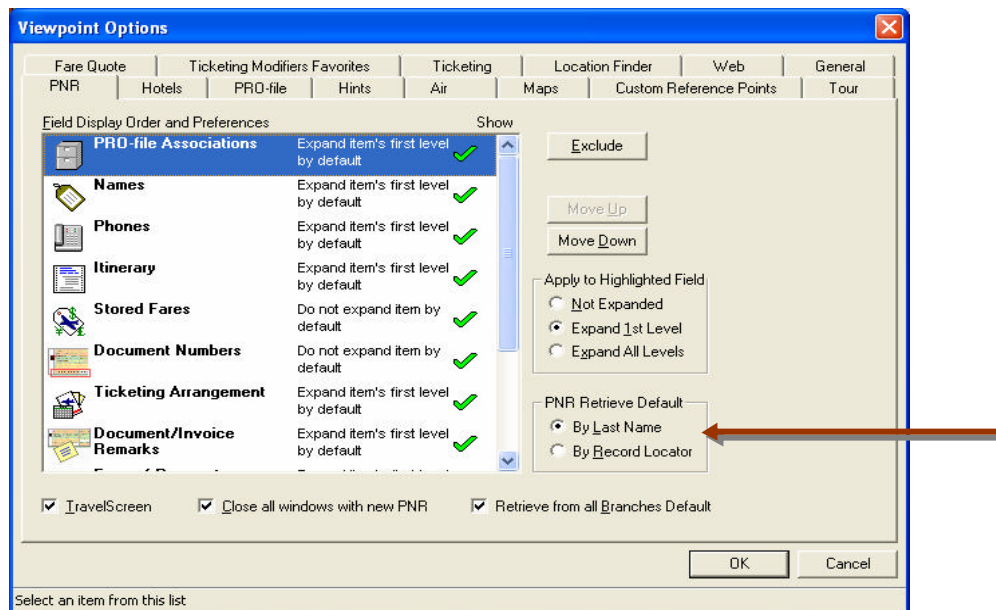 Viewpoint Options
Fare Quote Ticketing Modifiers Favorites Ticketing Location Finder Web General
PNR Hotels PRO-file Hints Air Maps Custom Reference Points Tour
Field Display Order and Preferences Show
PRO-file Associations Expand item's first level by default
Names Expand item's first level by default
Phones Expand item's first level by default
Itinerary Expand item's first level by default
Stored Fares Do not expand item by default
Document Numbers Do not expand item by default
Ticketing Arrangement Expand item's first level by default
Document/Invoice Remarks Expand item's first level by default
Exclude
Move Up
Move Down
Apply to Highlighted Field
Not Expanded
Expand 1st Level
Expand All Levels
PNR Retrieve Default
By Last Name
By Record Locator
TravelScreen Close all windows with new PNR Retrieve from all Branches Default
OK Cancel
Select an item from this list